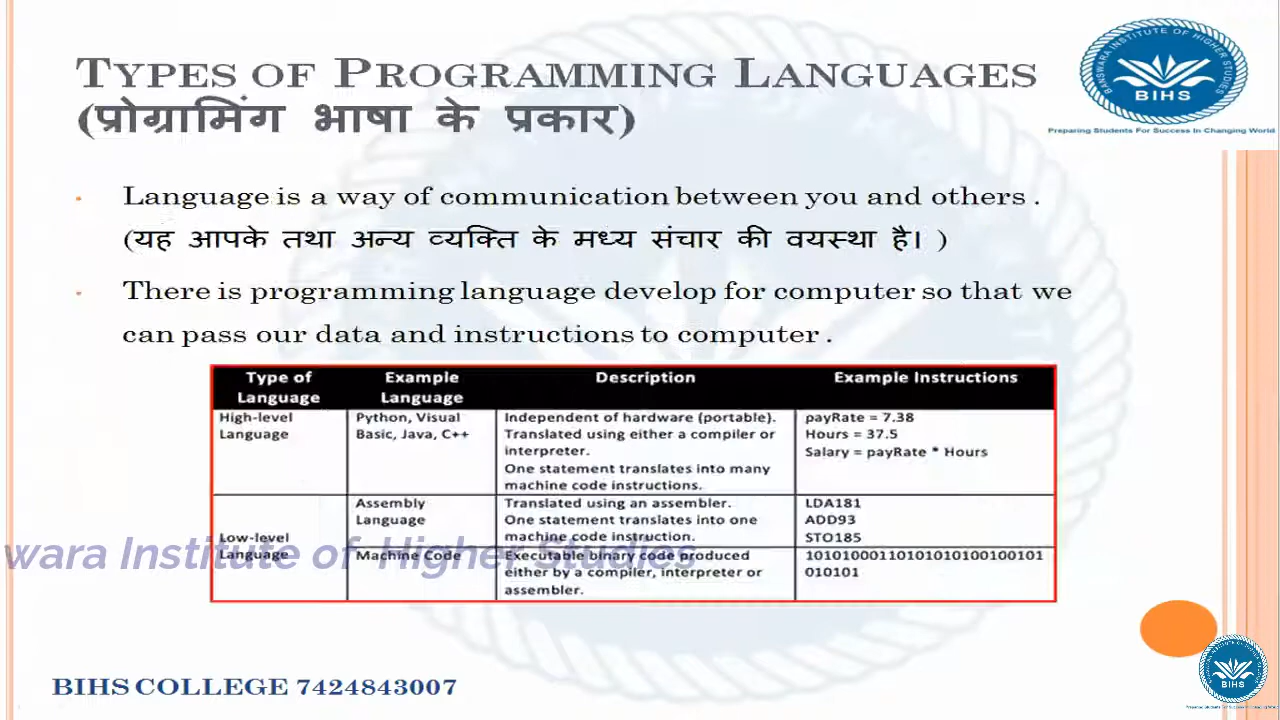 TYPES OF PROGRAMMING LANGUAGES
(प्रोग्रामिंग भाषा के प्रकार)
BANSWARA INSTITUTE OF HIGHER STUDIES
BIHS
Preparing Students For Success In Changing World
Language is a way of communication between you and others .
(यह आपके तथा अन्य व्यक्ति के मध्य संचार की वयस्था है। )
There is programming language develop for computer so that we
can pass our data and instructions to computer .
Type of Language | Example Language | Description | Example Instructions
High-level Language
Python, Visual Basic, Java, C++
Independent of hardware (portable).
Translated using either a compiler or
interpreter.
One statement translates into many
machine code instructions.
payRate = 7.38
Hours = 37.5
Salary = payRate * Hours
Low-level Language
Assembly Language
Translated using an assembler.
One statement translates into one
machine code instruction.
LDA181
ADD93
STO185
Machine Code
Executable binary code produced
either by a compiler, interpreter or
assembler.
10101000110101010100100101
010101
wara Institute of Higher Studies
BIHS COLLEGE 7424843007
BIHS